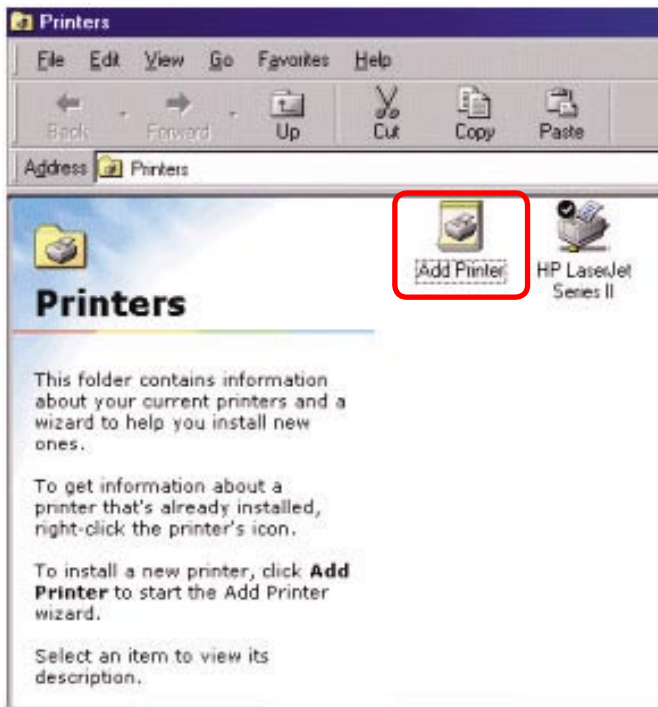 Printers
File Edit View Go Favorites Help
Back Forward Up Cut Copy Paste
Address Printers
Add Printer HP LaserJet
Series II
Printers
This folder contains information
about your current printers and a
wizard to help you install new
ones.
To get information about a
printer that's already installed,
right-click the printer's icon.
To install a new printer, click Add
Printer to start the Add Printer
wizard.
Select an item to view its
description.